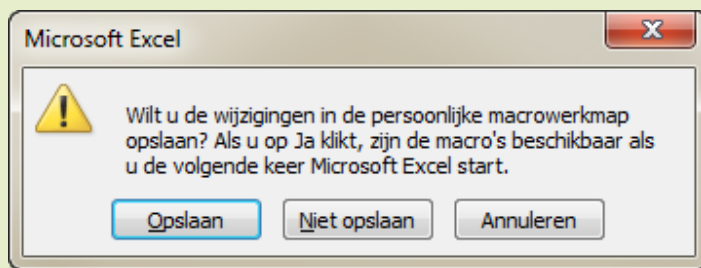 Microsoft Excel
Wilt u de wijzigingen in de persoonlijke macrowerkmap
opslaan? Als u op Ja klikt, zijn de macro's beschikbaar als
u de volgende keer Microsoft Excel start.
Opslaan
Niet opslaan
Annuleren